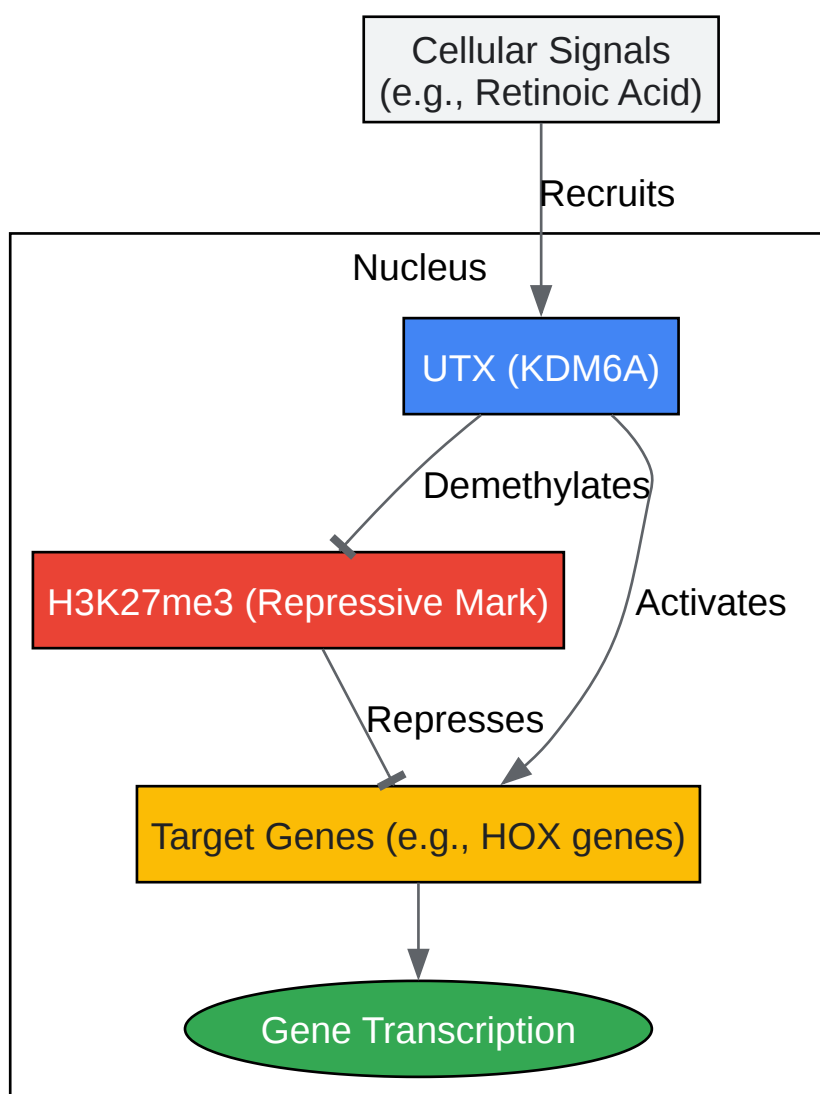 Cellular Signals
(e.g., Retinoic Acid)
Recruits
Nucleus
UTX (KDM6A)
Demethylates
H3K27me3 (Repressive Mark)
Activates
Represses
Target Genes (e.g., HOX genes)
Gene Transcription